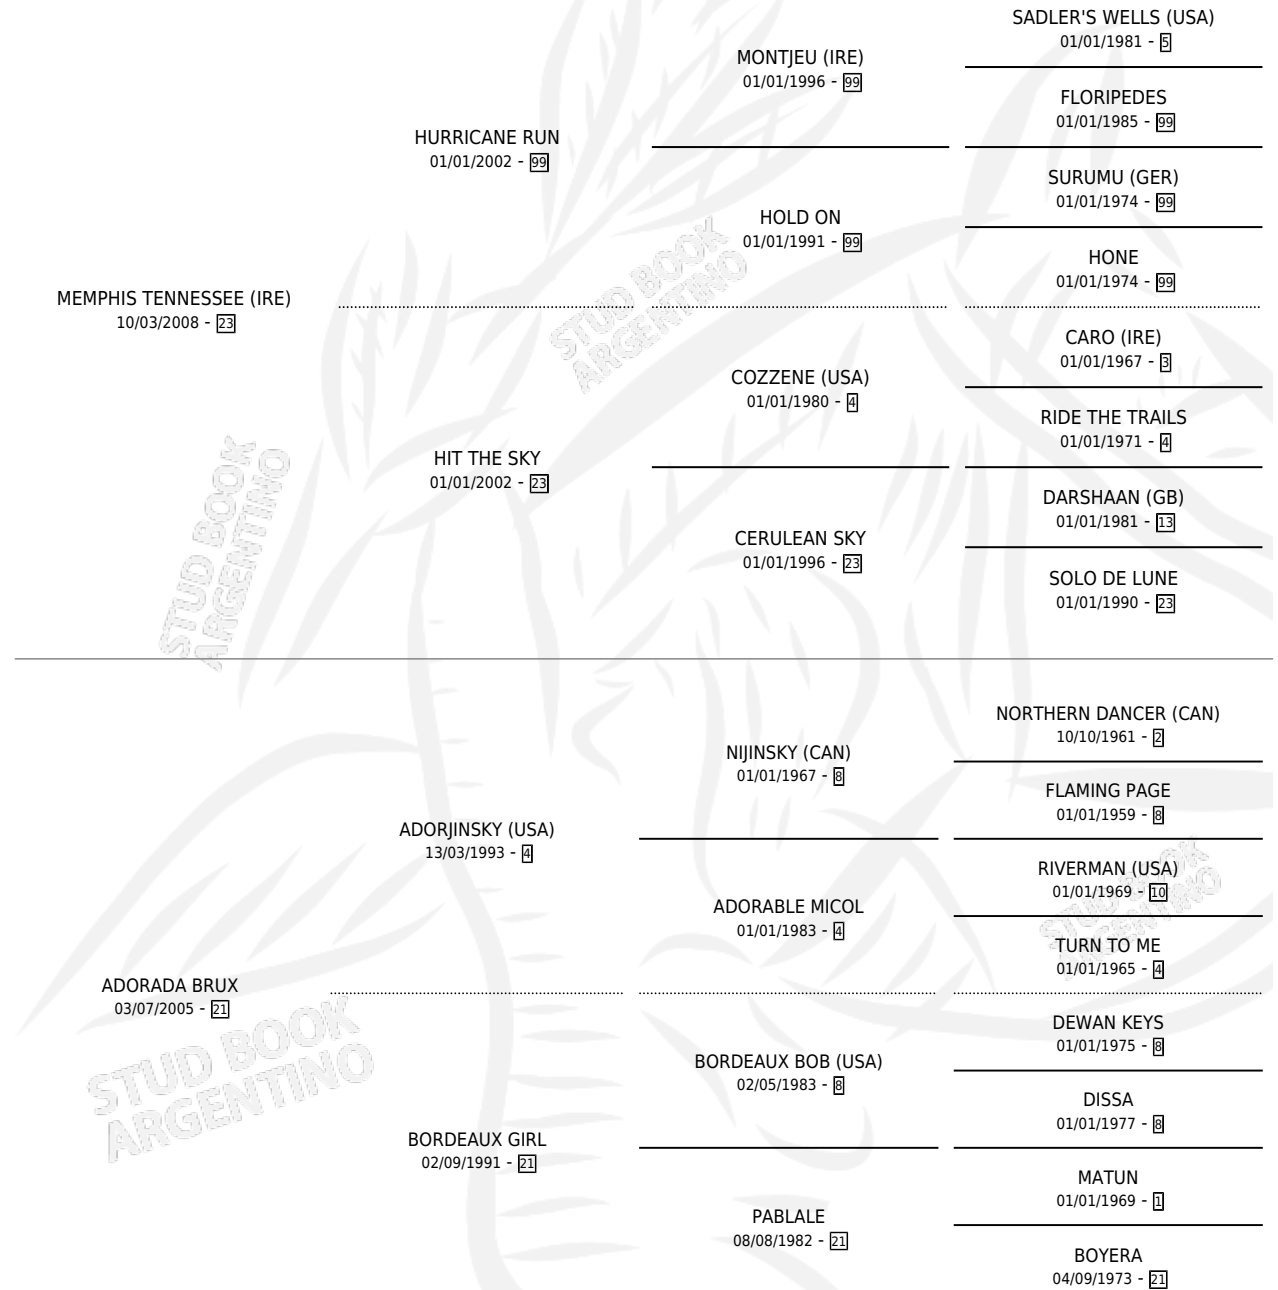 SADLER'S WELLS (USA)
01/01/1981 - 5
MONTJEU (IRE)
01/01/1996 - 99
FLORIPEDES
01/01/1985 - 99
HURRICANE RUN
01/01/2002 - 99
SURUMU (GER)
01/01/1974 - 99
HOLD ON
01/01/1991 - 99
HONE
01/01/1974 - 99
MEMPHIS TENNESSEE (IRE)
10/03/2008 - 23
CARO (IRE)
01/01/1967 - 3
COZZENE (USA)
01/01/1980 - 4
RIDE THE TRAILS
01/01/1971 - 4
HIT THE SKY
01/01/2002 - 23
DARSHAAN (GB)
01/01/1981 - 13
CERULEAN SKY
01/01/1996 - 23
SOLO DE LUNE
01/01/1990 - 23
NORTHERN DANCER (CAN)
10/10/1961 - 2
NIJINSKY (CAN)
01/01/1967 - 8
FLAMING PAGE
01/01/1959 - 8
ADORJINSKY (USA)
13/03/1993 - 4
RIVERMAN (USA)
01/01/1969 - 10
ADORABLE MICOL
01/01/1983 - 4
TURN TO ME
01/01/1965 - 4
ADORADA BRUX
03/07/2005 - 21
DEWAN KEYS
01/01/1975 - 8
BORDEAUX BOB (USA)
02/05/1983 - 8
DISSA
01/01/1977 - 8
BORDEAUX GIRL
02/09/1991 - 21
MATUN
01/01/1969 - 1
PABLALE
08/08/1982 - 21
BOYERA
04/09/1973 - 21
STUD BOOK
ARGENTINO
STUD BOOK
ARGENTINO
STUD BOOK
ARGENTINO
STUD BOOK
ARGENTINO